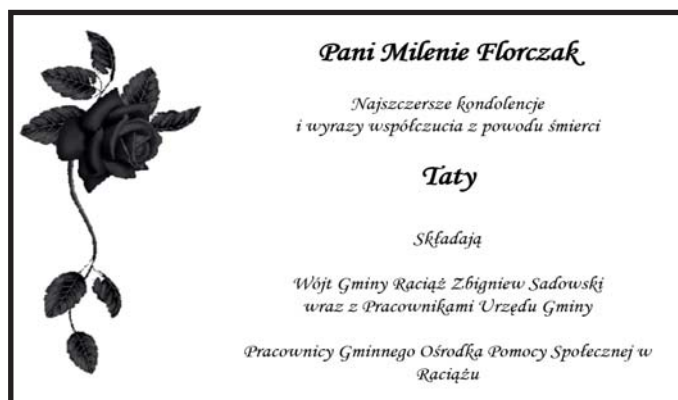 Pani Milenie Florczak
Najszczersze kondolencje
i wyrazy współczucia z powodu śmierci
Taty
Składają
Wójt Gminy Raciąż Zbigniew Sadowski
wraz z Pracownikami Urzędu Gminy
Pracownicy Gminnego Ośrodka Pomocy Społecznej w
Raciążu